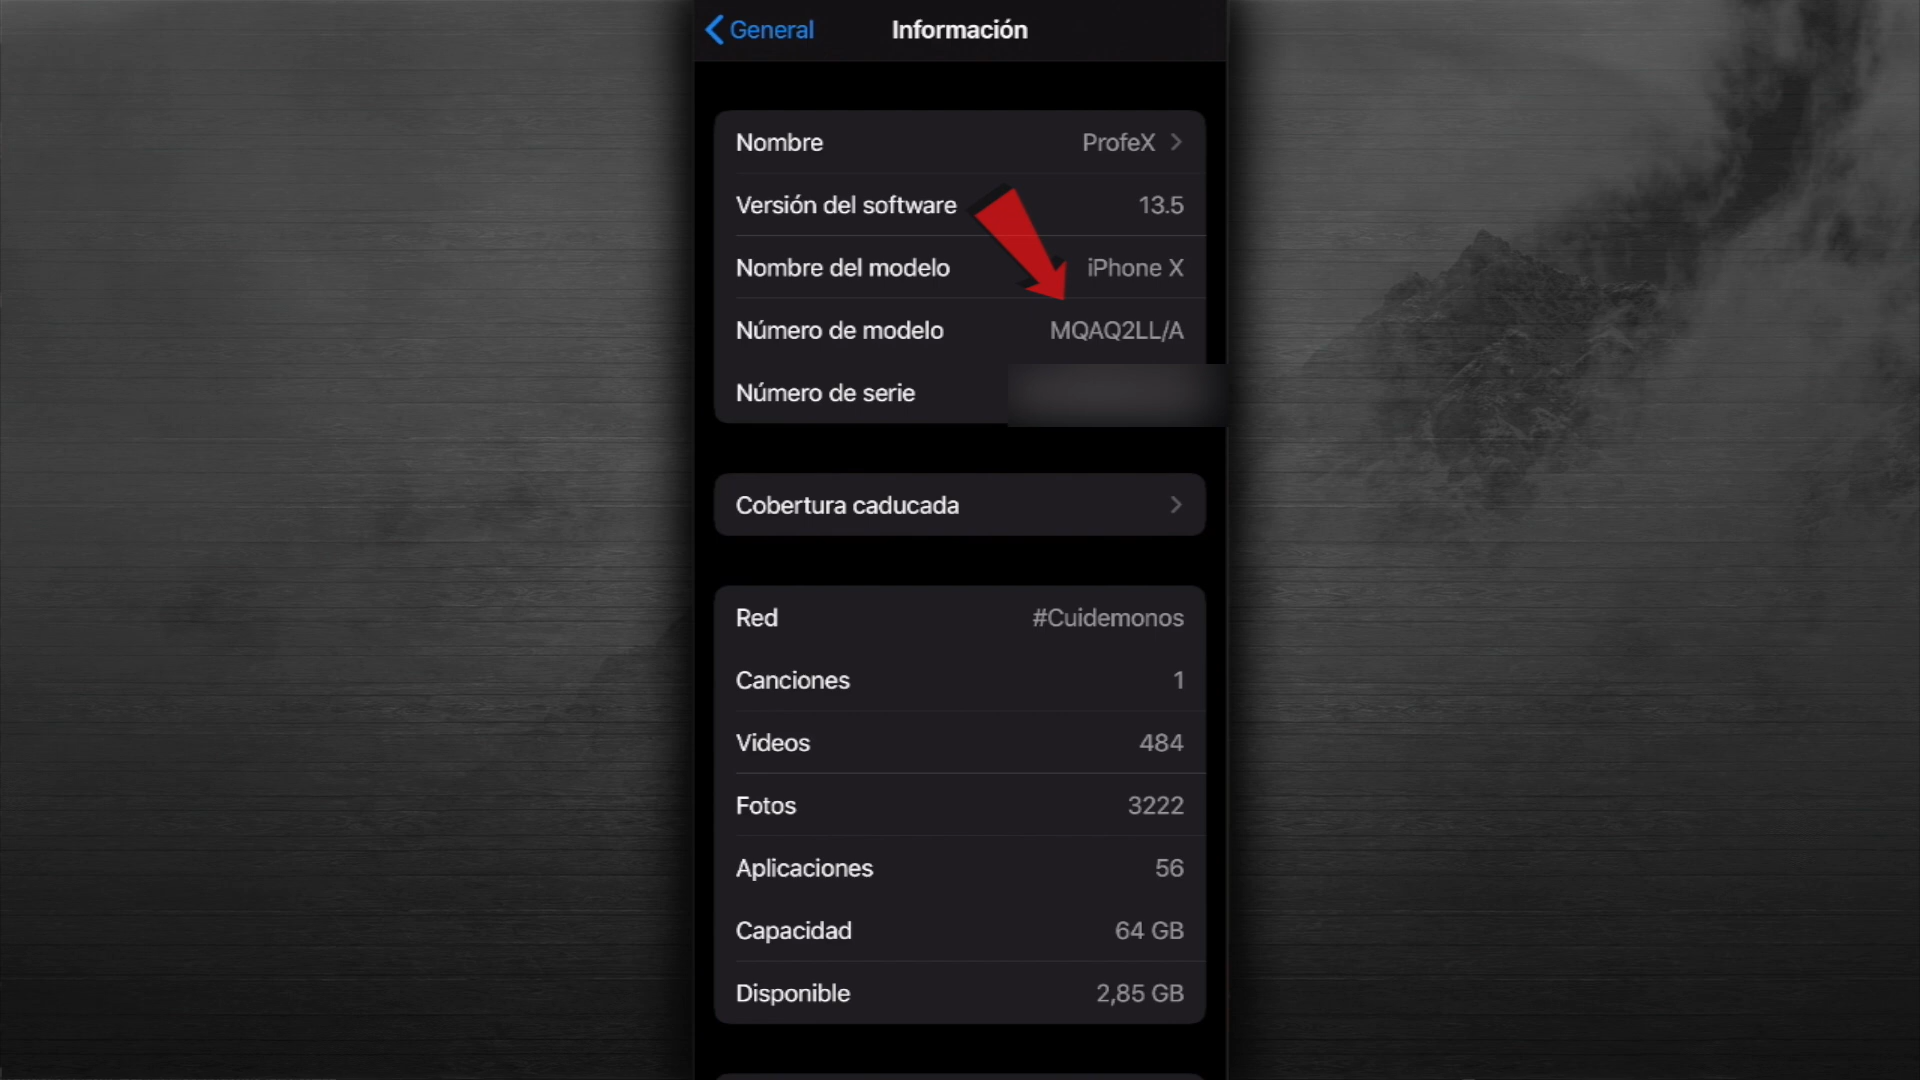 General
Información
Nombre ProfeX
Versión del software 13.5
Nombre del modelo iPhone X
Número de modelo MQAQ2LL/A
Número de serie
Cobertura caducada
Red #Cuidemonos
Canciones 1
Videos 484
Fotos 3222
Aplicaciones 56
Capacidad 64 GB
Disponible 2,85 GB